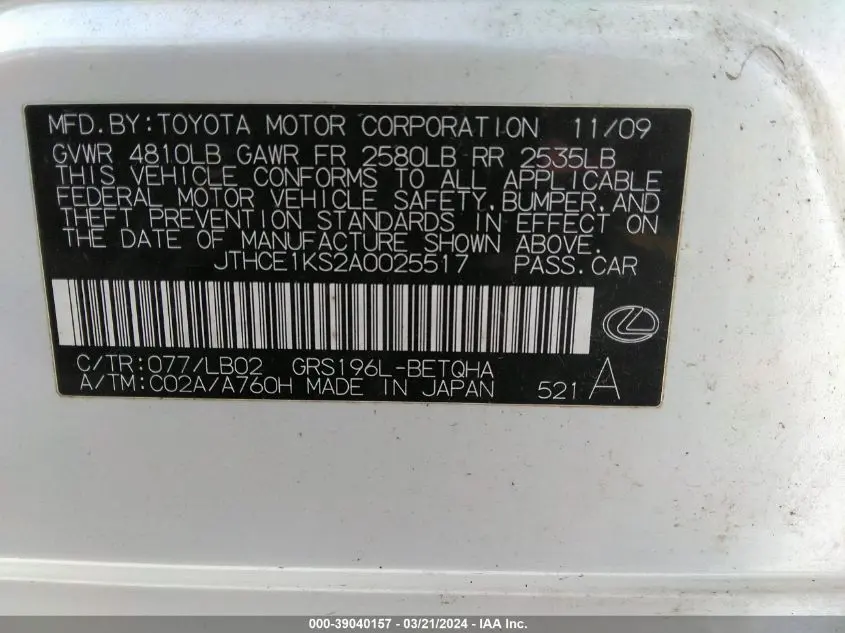 MFD.BY:TOYOTA MOTOR CORPORATION 11/09
GVWR 4810LB GAWR FR 2580LB RR 2535LB
THIS VEHICLE CONFORMS TO ALL APPLICABLE
FEDERAL MOTOR VEHICLE SAFETY,BUMPER,AND
THEFT PREVENTION STANDARDS IN EFFECT ON
THE DATE OF MANUFACTURE SHOWN ABOVE.
JTHCE1KS2A0025517 PASS.CAR
C/TR:077/LB02 GRS196L-BETQHA
A/TM:C02A/A760H MADE IN JAPAN 521 A
000-39040157 - 03/21/2024 - IAA Inc.